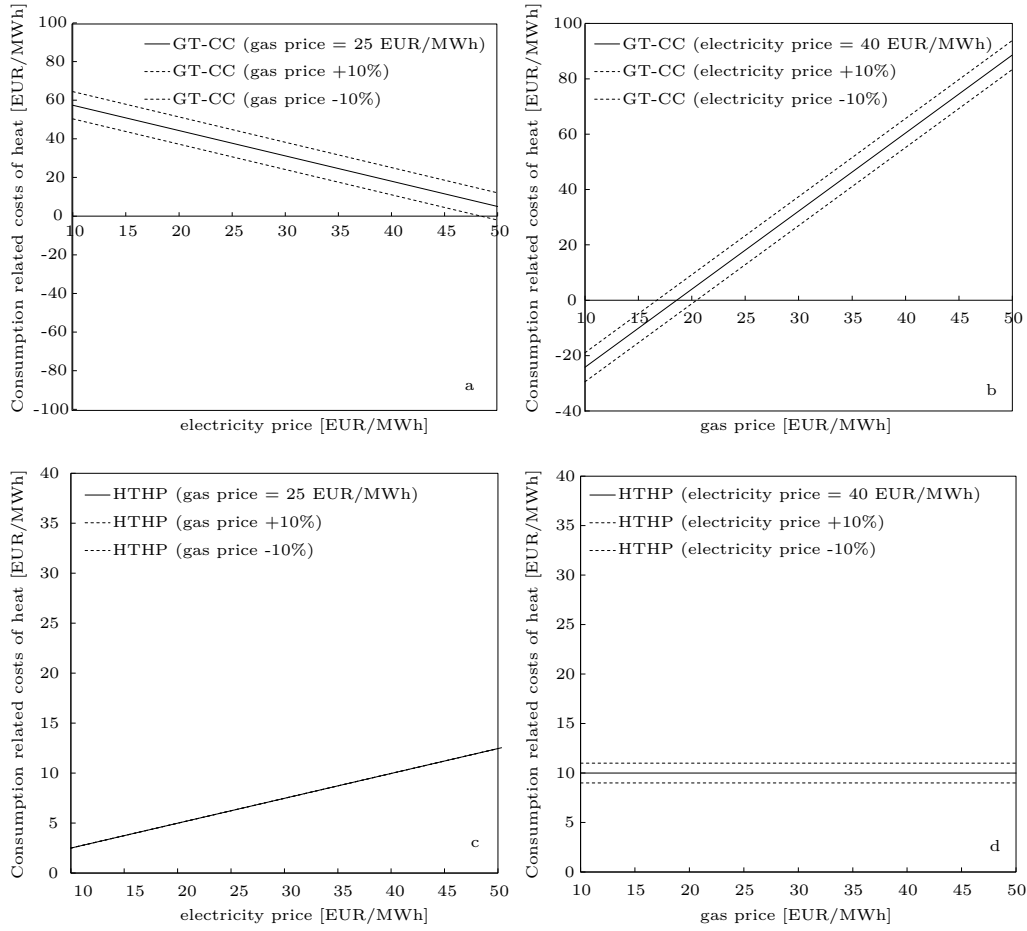 Consumption related costs of heat [EUR/MWh]
100
80
60
40
20
0
-20
-40
-60
-80
-100
GT-CC (gas price = 25 EUR/MWh)
GT-CC (gas price +10%)
GT-CC (gas price -10%)
10 15 20 25 30 35 40 45 50
a
electricity price [EUR/MWh]
Consumption related costs of heat [EUR/MWh]
100
80
60
40
20
0
-20
-40
GT-CC (electricity price = 40 EUR/MWh)
GT-CC (electricity price +10%)
GT-CC (electricity price -10%)
10 15 20 25 30 35 40 45 50
b
gas price [EUR/MWh]
Consumption related costs of heat [EUR/MWh]
40
35
30
25
20
15
10
5
0
HTHP (gas price = 25 EUR/MWh)
HTHP (gas price +10%)
HTHP (gas price -10%)
c
10 15 20 25 30 35 40 45 50
electricity price [EUR/MWh]
Consumption related costs of heat [EUR/MWh]
40
35
30
25
20
15
10
5
0
HTHP (electricity price = 40 EUR/MWh)
HTHP (electricity price +10%)
HTHP (electricity price -10%)
d
10 15 20 25 30 35 40 45 50
gas price [EUR/MWh]